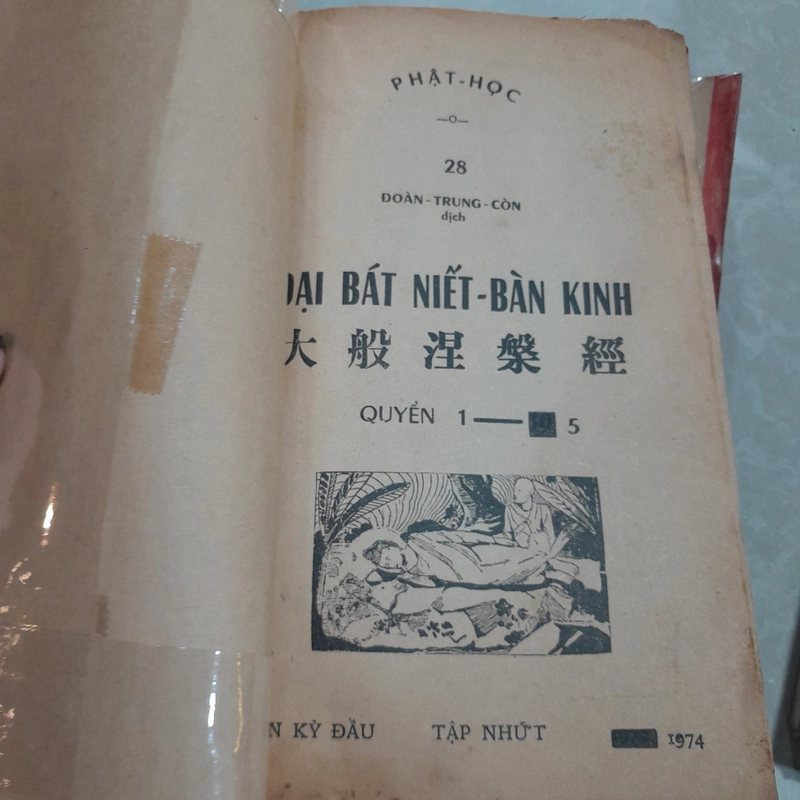 PHẬT-HỌC
—o—
28
ĐOÀN-TRUNG-CÒN
dịch
ĐẠI BÁT NIẾT-BÀN KINH
大般涅槃經
QUYỂN 1 — 5
N KỲ ĐẦU TẬP NHỨT 1974